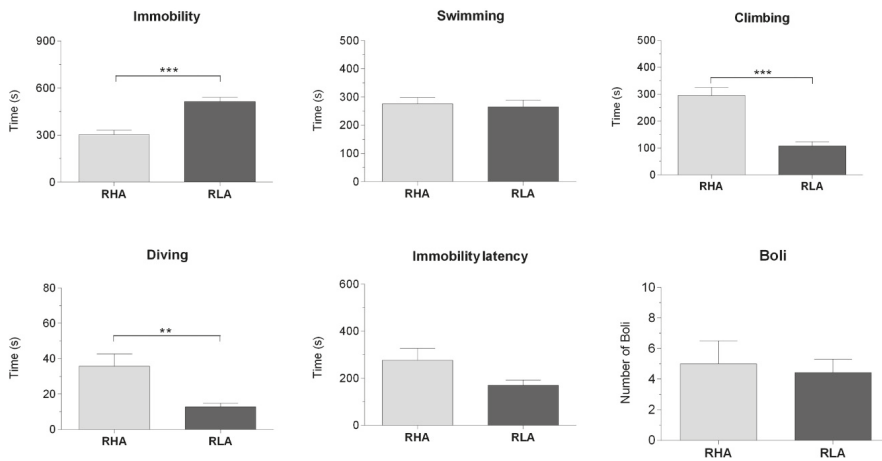 Immobility
Time (s)
900
600
300
0
***
RHA
RLA
Swimming
Time (s)
500
400
300
200
100
0
RHA
RLA
Climbing
Time (s)
500
400
300
200
100
0
***
RHA
RLA
Diving
Time (s)
80
60
40
20
0
**
RHA
RLA
Immobility latency
Time (s)
600
400
200
0
RHA
RLA
Boli
Number of Boli
10
8
6
4
2
0
RHA
RLA